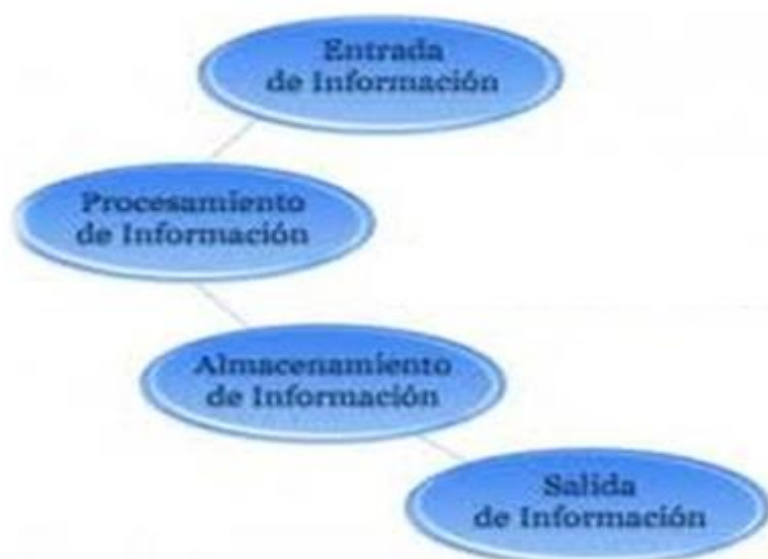 Entrada
de Información
Procesamiento
de Información
Almacenamiento
de Información
Salida
de Información